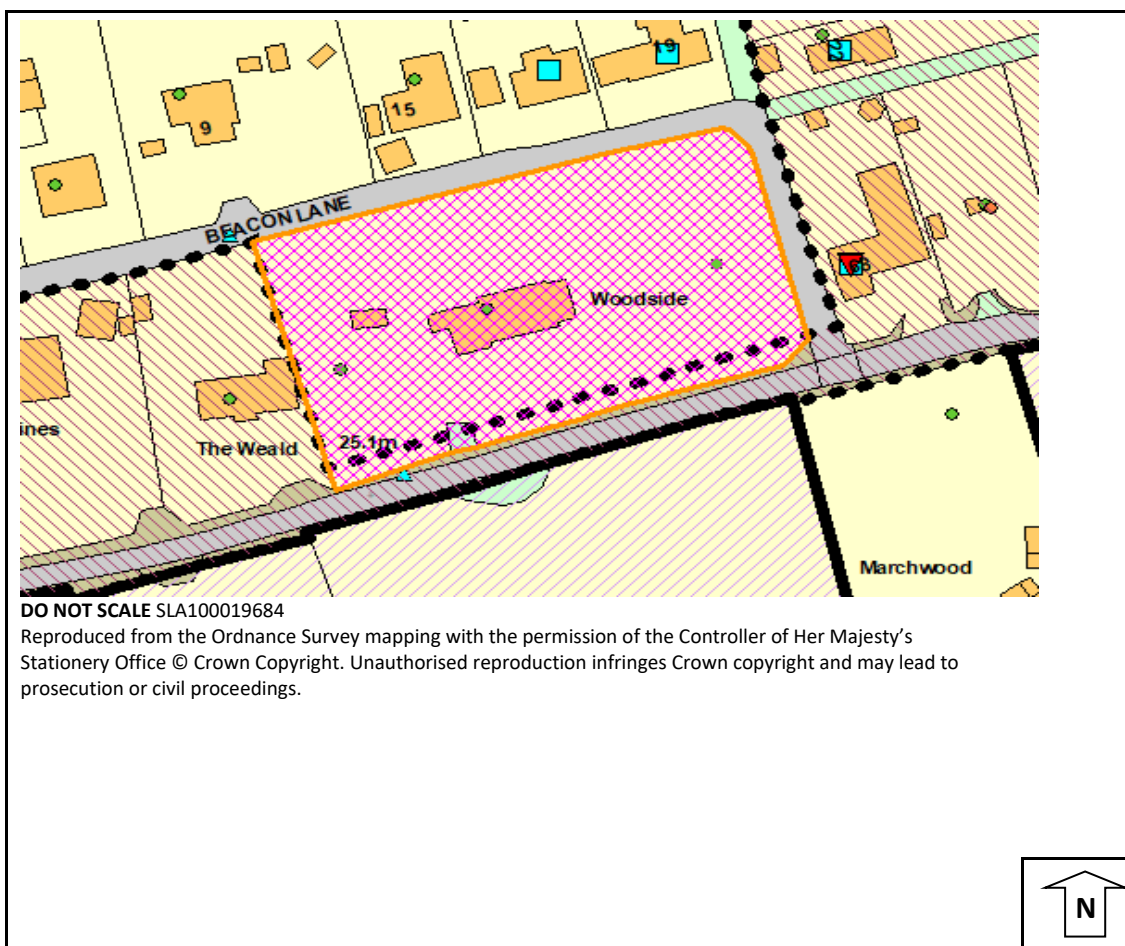 19
33
9
15
BEACON LANE
65
Woodside
ines
The Weald
25.1m
Marchwood
DO NOT SCALE SLA100019684
Reproduced from the Ordnance Survey mapping with the permission of the Controller of Her Majesty's
Stationery Office © Crown Copyright. Unauthorised reproduction infringes Crown copyright and may lead to
prosecution or civil proceedings.
N